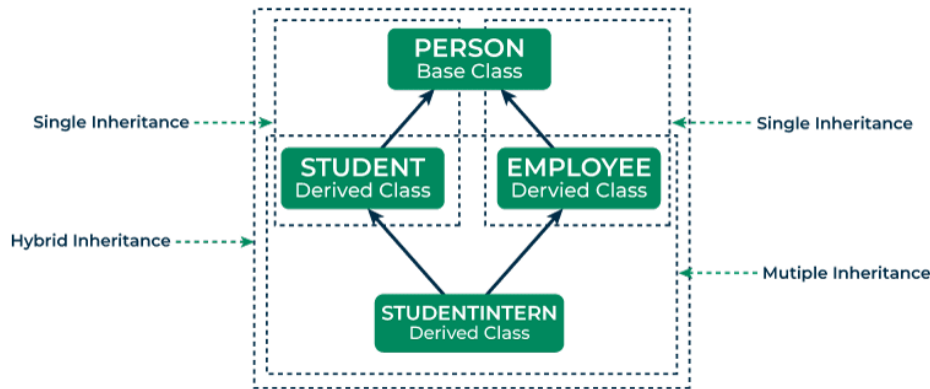 PERSON
Base Class
Single Inheritance
Single Inheritance
STUDENT
Derived Class
EMPLOYEE
Dervied Class
Hybrid Inheritance
Mutiple Inheritance
STUDENTINTERN
Derived Class